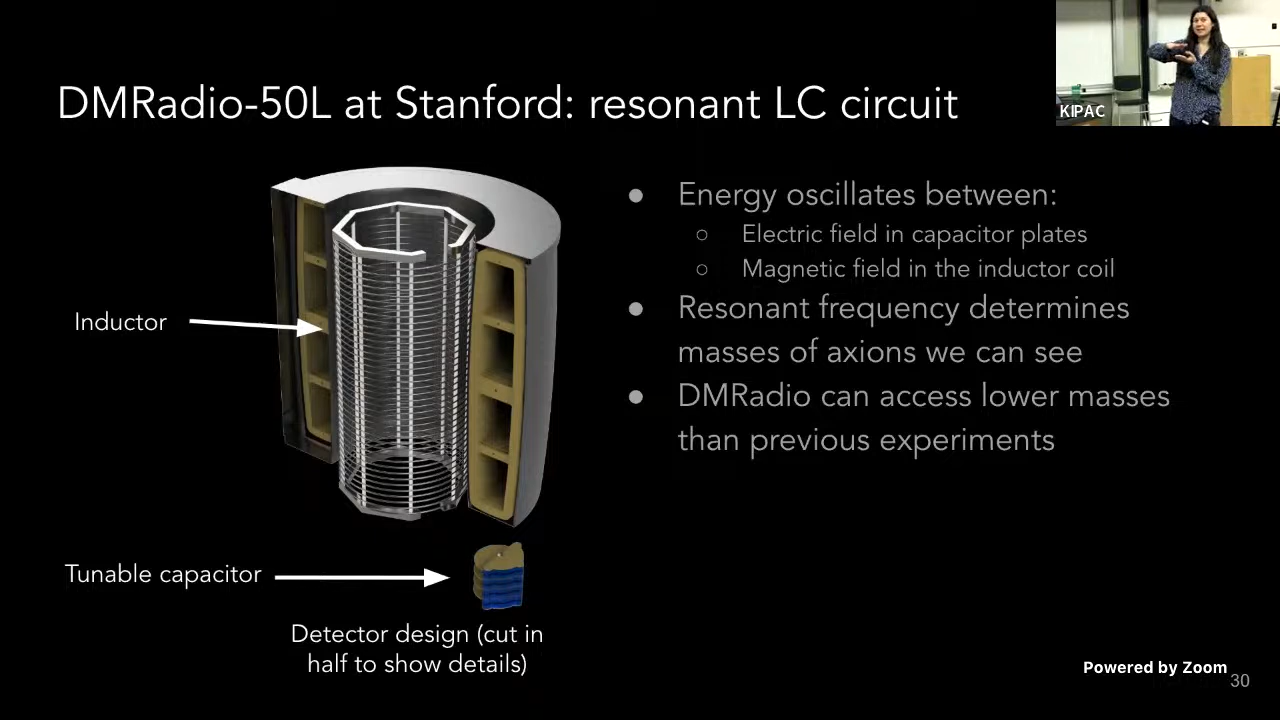 KIPAC
DMRadio-50L at Stanford: resonant LC circuit
Inductor
Tunable capacitor
Detector design (cut in
half to show details)
● Energy oscillates between:
○ Electric field in capacitor plates
○ Magnetic field in the inductor coil
● Resonant frequency determines
masses of axions we can see
● DMRadio can access lower masses
than previous experiments
Powered by Zoom
30